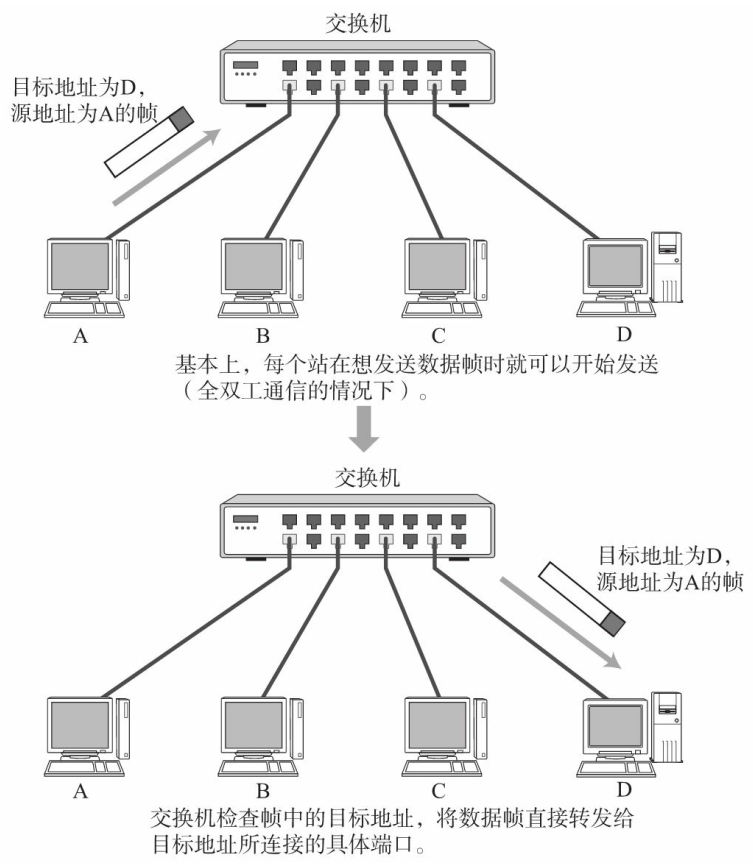 交换机
目标地址为D，
源地址为A的帧
A
B
C
D
基本上，每个站在想发送数据帧时就可以开始发送
（全双工通信的情况下）。
交换机
目标地址为D，
源地址为A的帧
A
B
C
D
交换机检查帧中的目标地址，将数据帧直接转发给
目标地址所连接的具体端口。